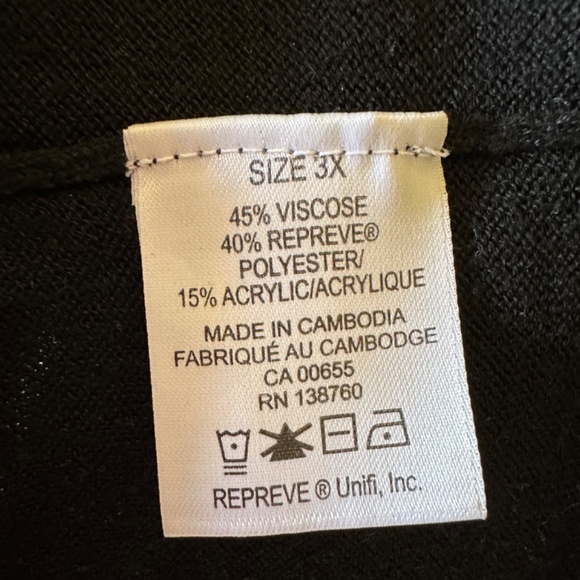 SIZE 3X
45% VISCOSE
40% REPREVE®
POLYESTER/
15% ACRYLIC/ACRYLIQUE
MADE IN CAMBODIA
FABRIQUÉ AU CAMBODGE
CA 00655
RN 138760
REPREVE ® Unifi, Inc.